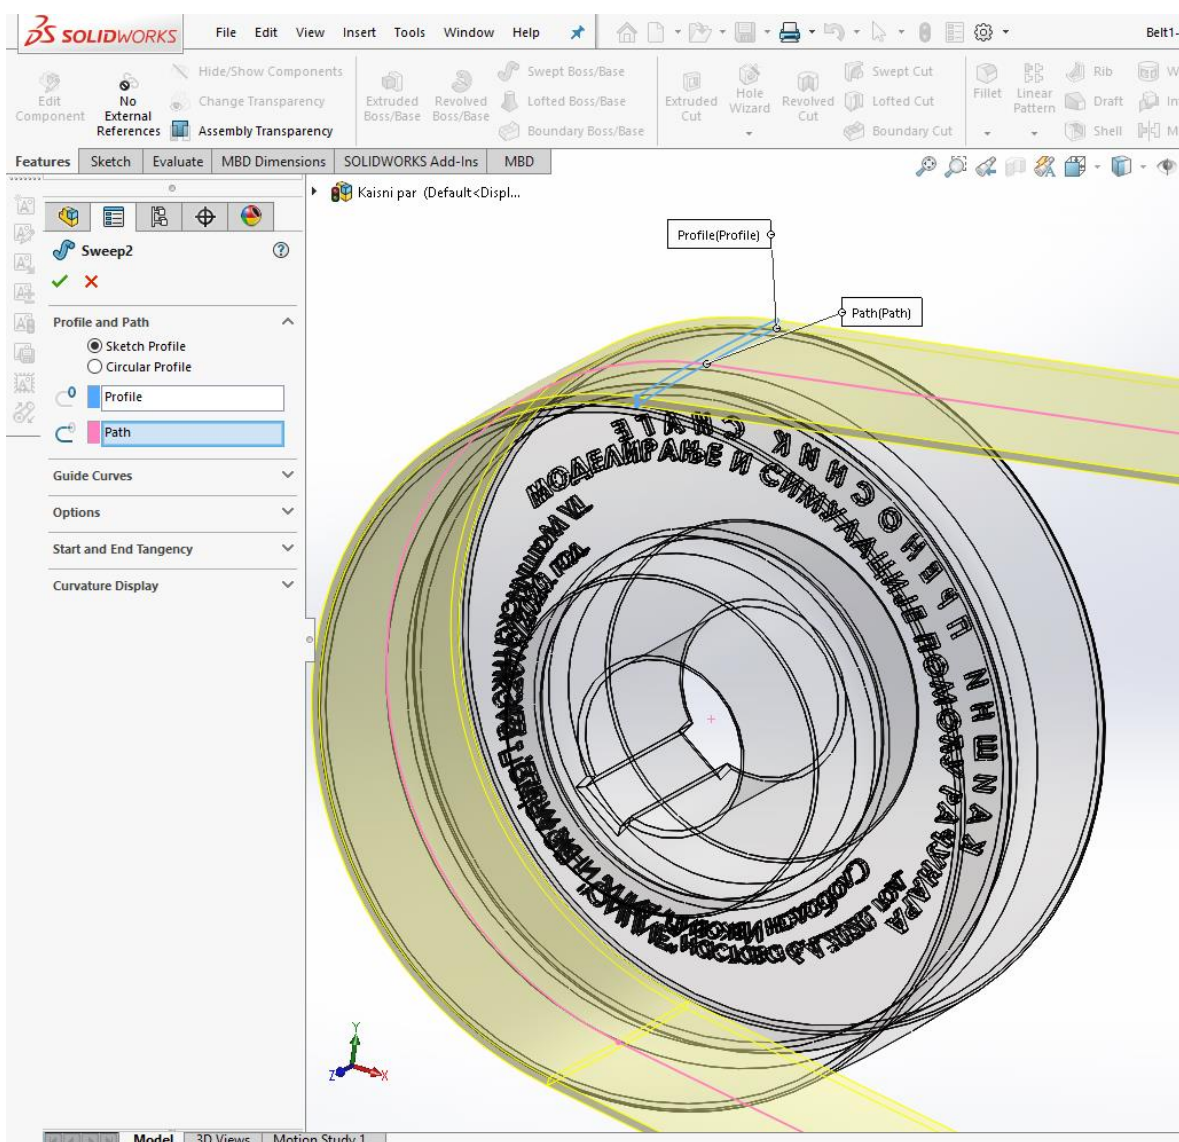 SOLIDWORKS File Edit View Insert Tools Window Help Belt1-
Edit Component
No External References
Hide/Show Components
Change Transparency
Assembly Transparency
Extruded Boss/Base
Revolved Boss/Base
Swept Boss/Base
Lofted Boss/Base
Boundary Boss/Base
Extruded Cut
Hole Wizard
Revolved Cut
Swept Cut
Lofted Cut
Boundary Cut
Fillet
Linear Pattern
Rib
Draft
Shell
Features Sketch Evaluate MBD Dimensions SOLIDWORKS Add-Ins MBD
Kaisni par (Default<Displ...
Sweep2
Profile and Path
Sketch Profile
Circular Profile
Profile
Path
Guide Curves
Options
Start and End Tangency
Curvature Display
Profile(Profile)
Path(Path)
МОДЕЛИРАЊЕ И СИМУЛАЦИЈЕ ПОМОЋУ РАЧУНАРА
Y
Z
X
Model 3D Views Motion Study 1